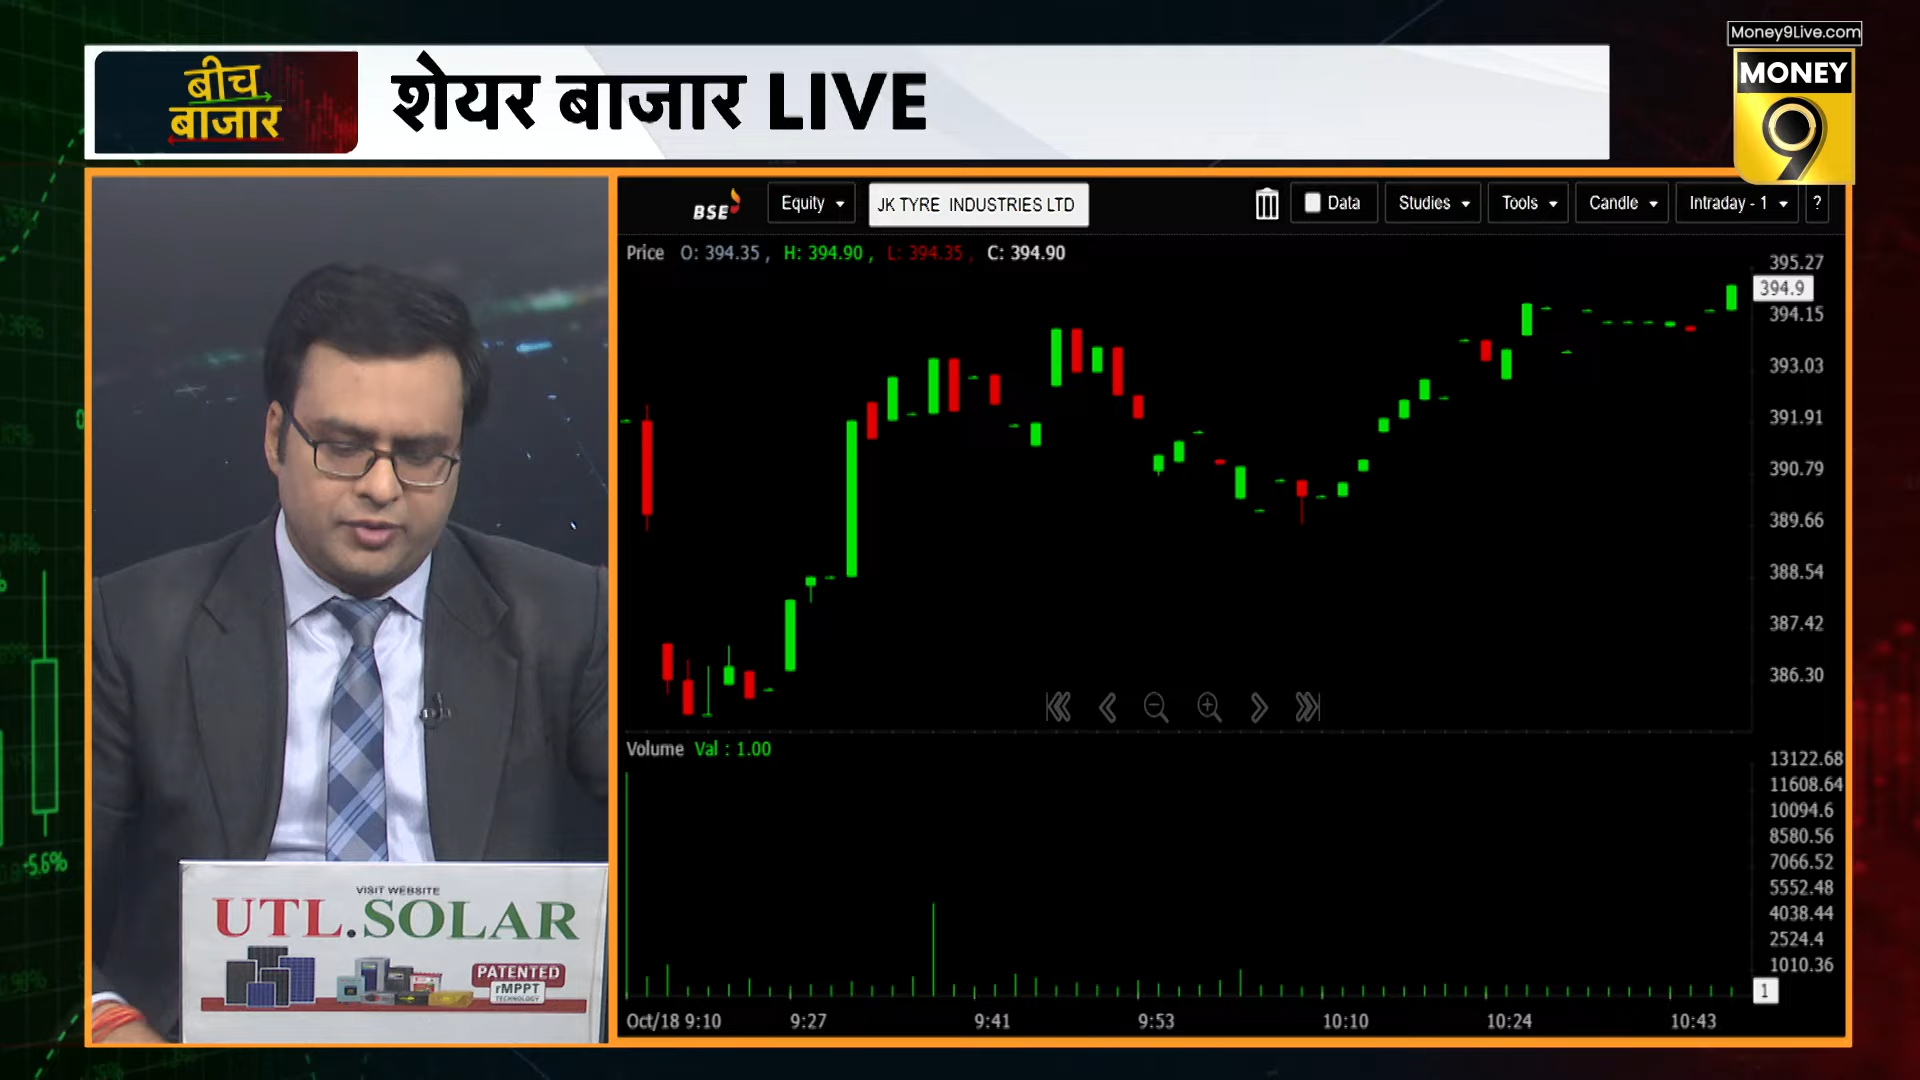 Money9Live.com
MONEY
9
बीच
बाजार
शेयर बाजार LIVE
BSE
Equity
JK TYRE INDUSTRIES LTD
Data
Studies
Tools
Candle
Intraday - 1
?
Price O: 394.35 , H: 394.90 , L: 394.35 , C: 394.90
395.27
394.9
394.15
393.03
391.91
390.79
389.66
388.54
387.42
386.30
Volume Val : 1.00
13122.68
11608.64
10094.6
8580.56
7066.52
5552.48
4038.44
2524.4
1010.36
1
Oct/18 9:10 9:27 9:41 9:53 10:10 10:24 10:43
VISIT WEBSITE
UTL.SOLAR
PATENTED
rMPPT
TECHNOLOGY
-5.6%